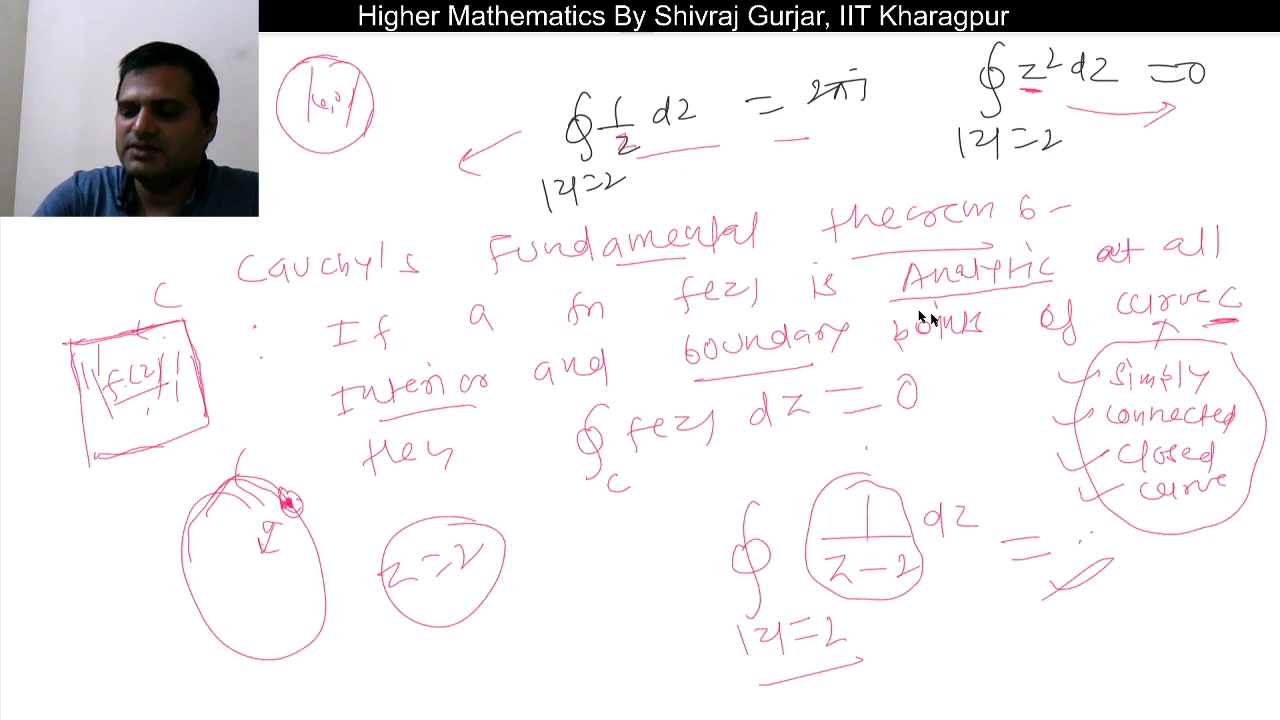 Higher Mathematics By Shivraj Gurjar, IIT Kharagpur
∮ 1/z dz = 2πi
|z|=2
∮ z² dz = 0
|z|=2
Cauchy's Fundamental theorem :-
: If a fn f(z) is Analytic at all
Interior and boundary points of curve C
then ∮ f(z) dz = 0
C
C
f(z)
Simply
connected
closed
curve
z=2
∮ 1/(z-2) dz =
|z|=2